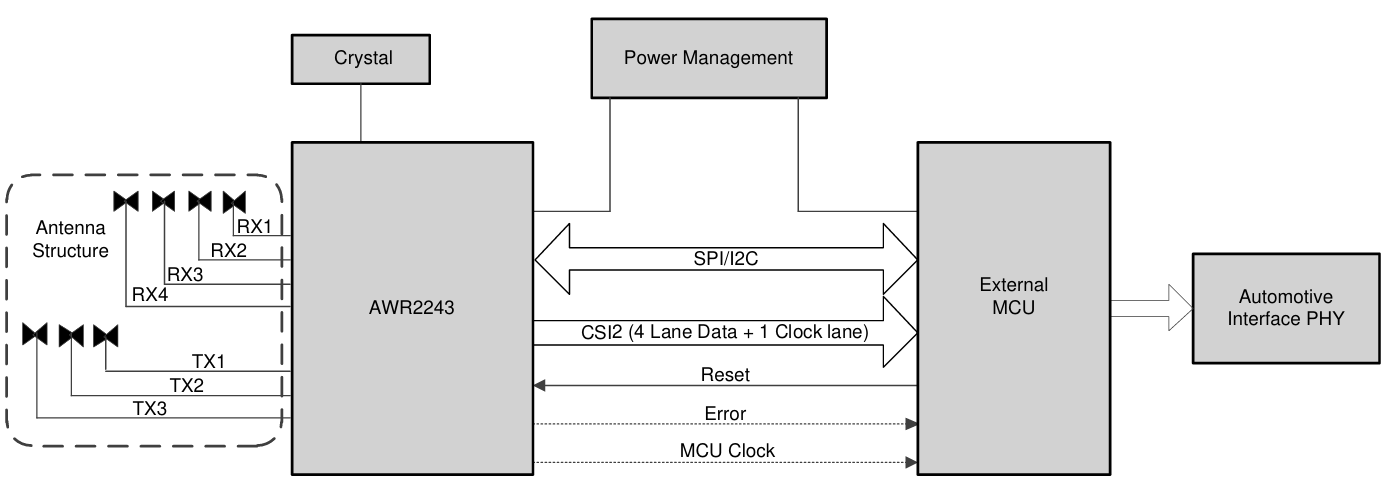 Crystal
Power Management
Antenna
Structure
RX1
RX2
RX3
RX4
TX1
TX2
TX3
AWR2243
SPI/I2C
CSI2 (4 Lane Data + 1 Clock lane)
Reset
Error
MCU Clock
External
MCU
Automotive
Interface PHY